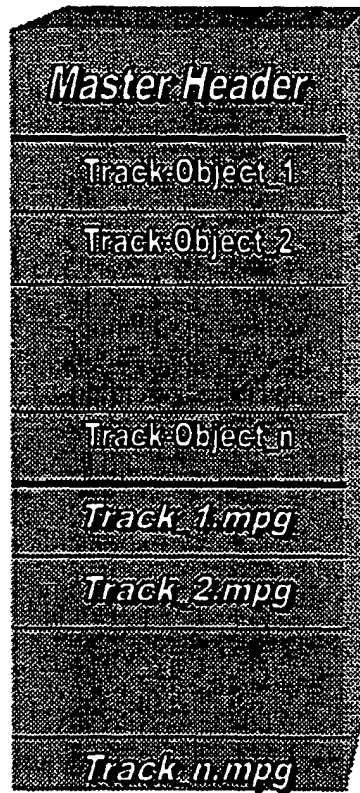 Master Header
Track Object_1
Track Object_2
Track Object_n
Track_1.mpg
Track_2.mpg
Track_n.mpg